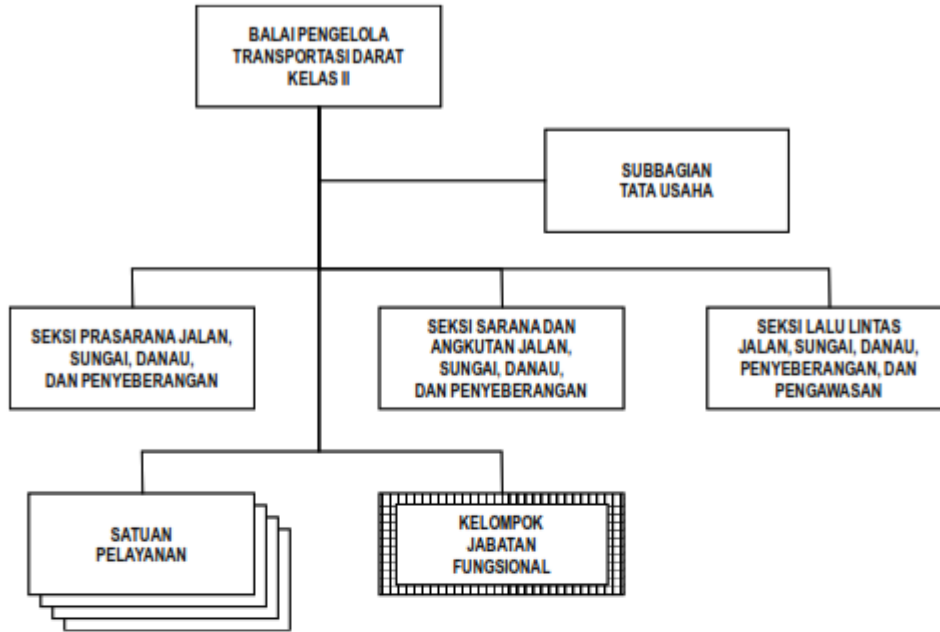 BALAI PENGELOLA
TRANSPORTASI DARAT
KELAS II
SUBBAGIAN
TATA USAHA
SEKSI PRASARANA JALAN,
SUNGAI, DANAU,
DAN PENYEBERANGAN
SEKSI SARANA DAN
ANGKUTAN JALAN,
SUNGAI, DANAU,
DAN PENYEBERANGAN
SEKSI LALU LINTAS
JALAN, SUNGAI, DANAU,
PENYEBERANGAN, DAN
PENGAWASAN
SATUAN
PELAYANAN
KELOMPOK
JABATAN
FUNGSIONAL